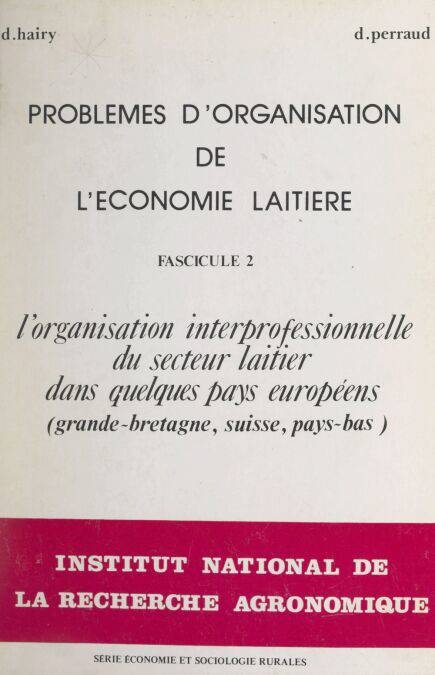 d.hairy d.perraud
PROBLEMES D'ORGANISATION
DE
L'ECONOMIE LAITIERE
FASCICULE 2
l'organisation interprofessionnelle
du secteur laitier
dans quelques pays européens
(grande-bretagne, suisse, pays-bas )
INSTITUT NATIONAL DE
LA RECHERCHE AGRONOMIQUE
SÉRIE ÉCONOMIE ET SOCIOLOGIE RURALES